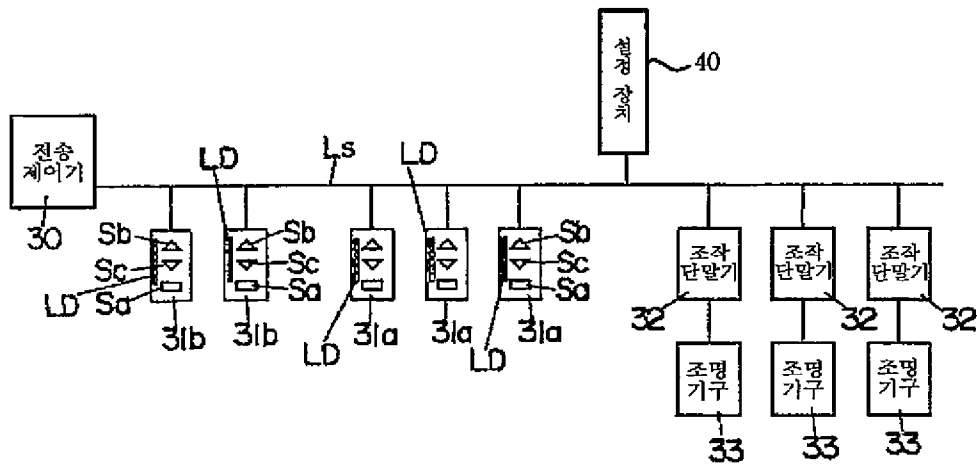 설정 장치
40
전송
제어기
30
LD
Ls
LD
Sb
Sc
LD
Sa
31b
Sb
Sc
Sa
31b
LD
31a
31a
LD
Sb
Sc
Sa
31a
조작
단말기
32
조작
단말기
32
조작
단말기
32
조명
기구
33
조명
기구
33
조명
기구
33